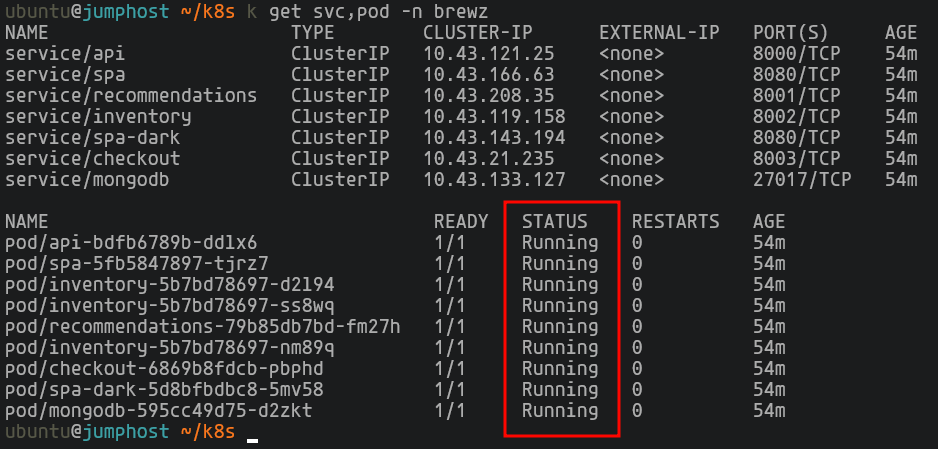 ubuntu@jumphost ~/k8s k get svc,pod -n brewz
NAME TYPE CLUSTER-IP EXTERNAL-IP PORT(S) AGE
service/api ClusterIP 10.43.121.25 <none> 8000/TCP 54m
service/spa ClusterIP 10.43.166.63 <none> 8080/TCP 54m
service/recommendations ClusterIP 10.43.208.35 <none> 8001/TCP 54m
service/inventory ClusterIP 10.43.119.158 <none> 8002/TCP 54m
service/spa-dark ClusterIP 10.43.143.194 <none> 8080/TCP 54m
service/checkout ClusterIP 10.43.21.235 <none> 8003/TCP 54m
service/mongodb ClusterIP 10.43.133.127 <none> 27017/TCP 54m
NAME READY STATUS RESTARTS AGE
pod/api-bdfb6789b-ddlx6 1/1 Running 0 54m
pod/spa-5fb5847897-tjrz7 1/1 Running 0 54m
pod/inventory-5b7bd78697-d2l94 1/1 Running 0 54m
pod/inventory-5b7bd78697-ss8wq 1/1 Running 0 54m
pod/recommendations-79b85db7bd-fm27h 1/1 Running 0 54m
pod/inventory-5b7bd78697-nm89q 1/1 Running 0 54m
pod/checkout-6869b8fdcb-pbphd 1/1 Running 0 54m
pod/spa-dark-5d8bfbdbc8-5mv58 1/1 Running 0 54m
pod/mongodb-595cc49d75-d2zkt 1/1 Running 0 54m
ubuntu@jumphost ~/k8s